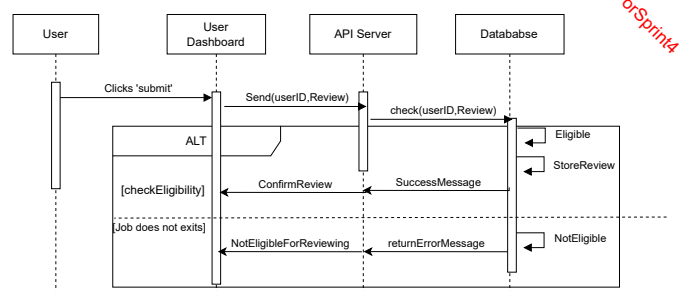 orSprint4
User
User
Dashboard
API Server
Datababse
Clicks 'submit'
Send(userID,Review)
check(userID,Review)
ALT
Eligible
StoreReview
[checkEligibility]
ConfirmReview
SuccessMessage
[Job does not exits]
NotEligibleForReviewing
returnErrorMessage
NotEligible